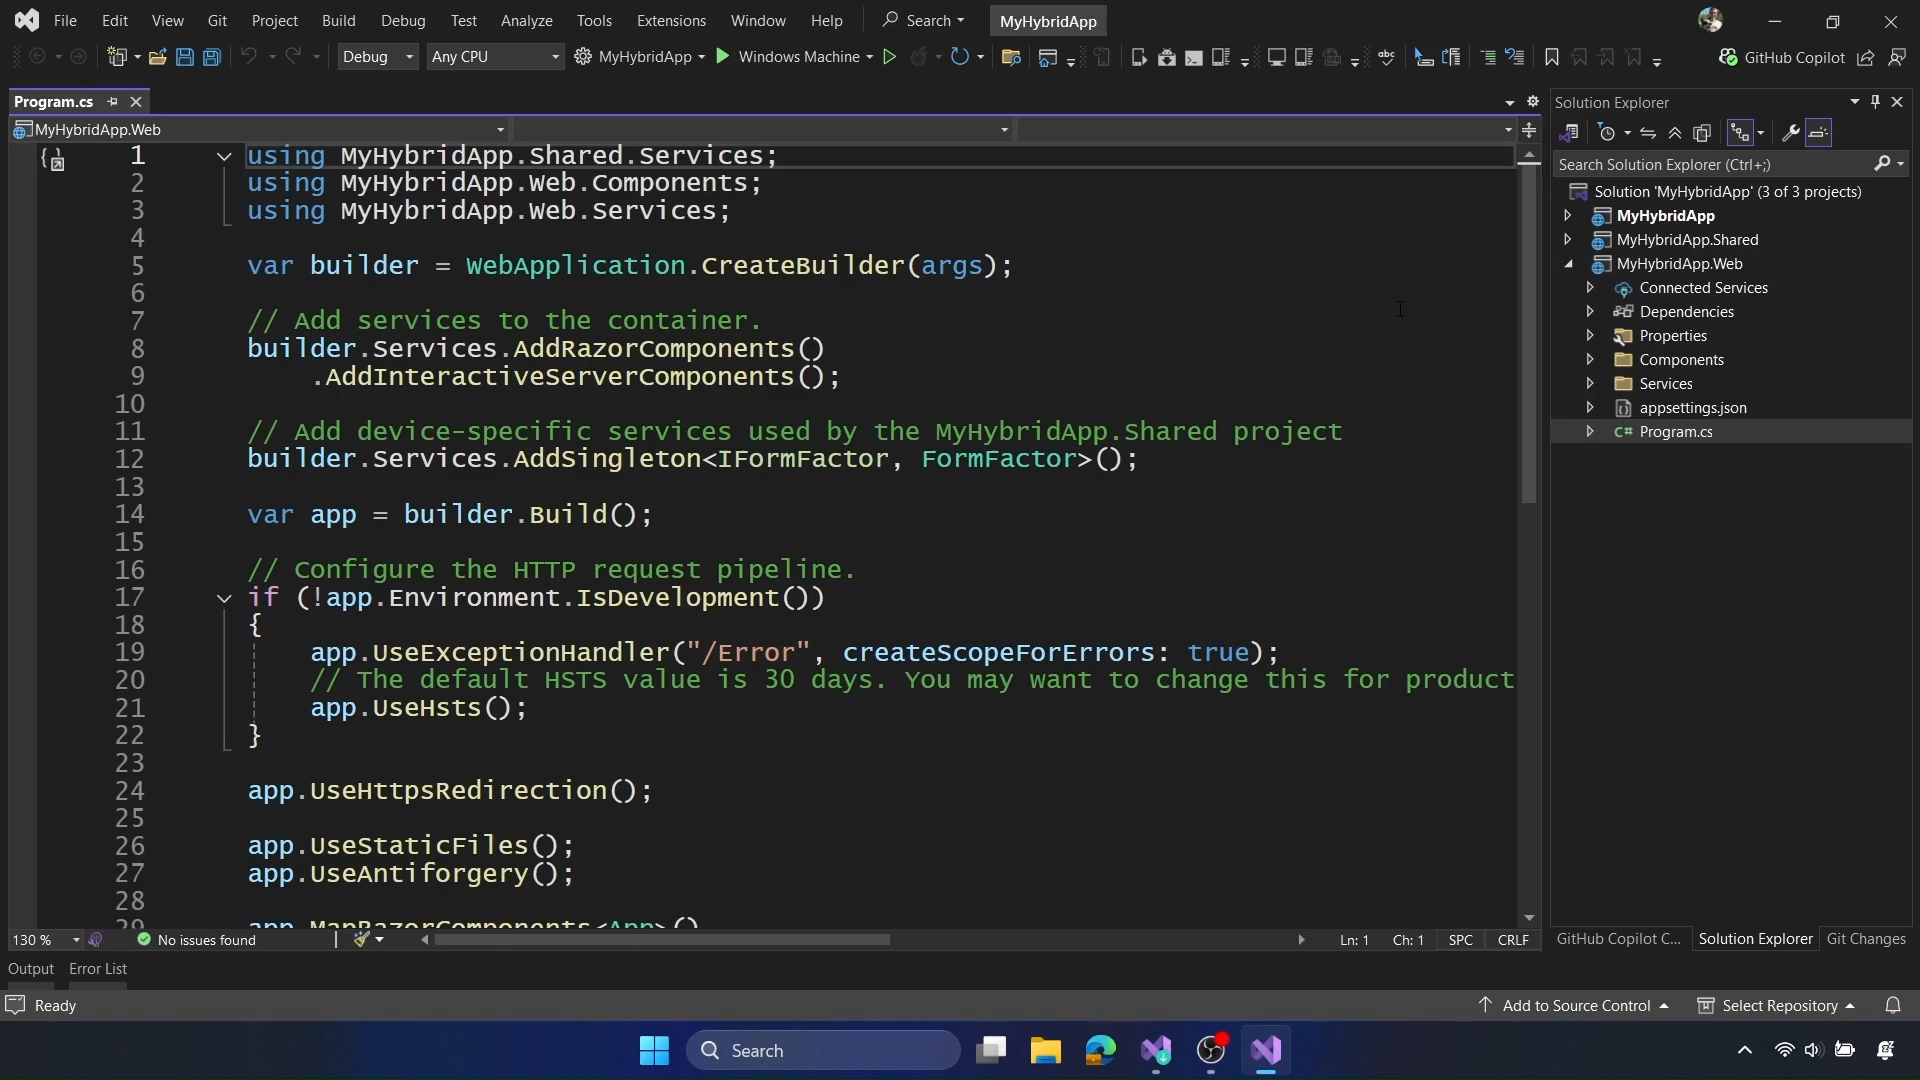 File Edit View Git Project Build Debug Test Analyze Tools Extensions Window Help Search MyHybridApp
Debug Any CPU MyHybridApp Windows Machine abc GitHub Copilot
Program.cs
MyHybridApp.Web
1 using MyHybridApp.Shared.Services;
2 using MyHybridApp.Web.Components;
3 using MyHybridApp.Web.Services;
4
5 var builder = WebApplication.CreateBuilder(args);
6
7 // Add services to the container.
8 builder.Services.AddRazorComponents()
9 .AddInteractiveServerComponents();
10
11 // Add device-specific services used by the MyHybridApp.Shared project
12 builder.Services.AddSingleton<IFormFactor, FormFactor>();
13
14 var app = builder.Build();
15
16 // Configure the HTTP request pipeline.
17 if (!app.Environment.IsDevelopment())
18 {
19 app.UseExceptionHandler("/Error", createScopeForErrors: true);
20 // The default HSTS value is 30 days. You may want to change this for product
21 app.UseHsts();
22 }
23
24 app.UseHttpsRedirection();
25
26 app.UseStaticFiles();
27 app.UseAntiforgery();
28
29 app.MapRazorComponents<App>()
130 % No issues found Ln: 1 Ch: 1 SPC CRLF
Solution Explorer
Search Solution Explorer (Ctrl+;)
Solution 'MyHybridApp' (3 of 3 projects)
MyHybridApp
MyHybridApp.Shared
MyHybridApp.Web
Connected Services
Dependencies
Properties
Components
Services
appsettings.json
C# Program.cs
GitHub Copilot C... Solution Explorer Git Changes
Output Error List
Ready Add to Source Control Select Repository
Search